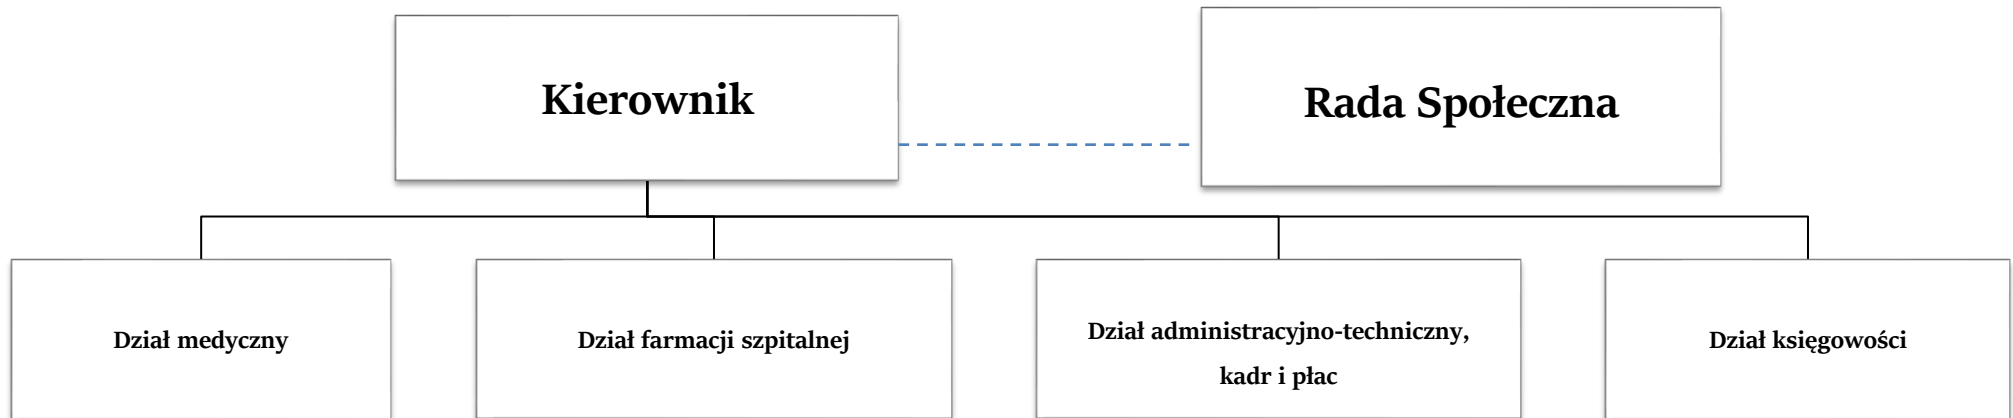 Kierownik
Rada Społeczna
Dział medyczny
Dział farmacji szpitalnej
Dział administracyjno-techniczny,
kadr i płac
Dział księgowości